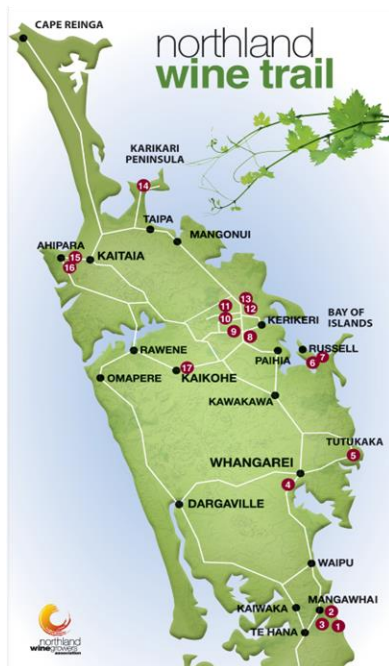 northland
wine trail
CAPE REINGA
KARIKARI
PENINSULA
14
TAIPA
MANGONUI
AHIPARA
15
16
KAITAIA
13
11
12
10
KERIKERI
9
8
BAY OF
ISLANDS
RAWENE
PAIHIA
RUSSELL
7
6
OMAPERE
17
KAIKOHE
KAWAKAWA
TUTUKAKA
5
WHANGAREI
4
DARGAVILLE
WAIPU
MANGAWHAI
KAIWAKA
2
3
1
TE HANA
northland
winegrowers
association